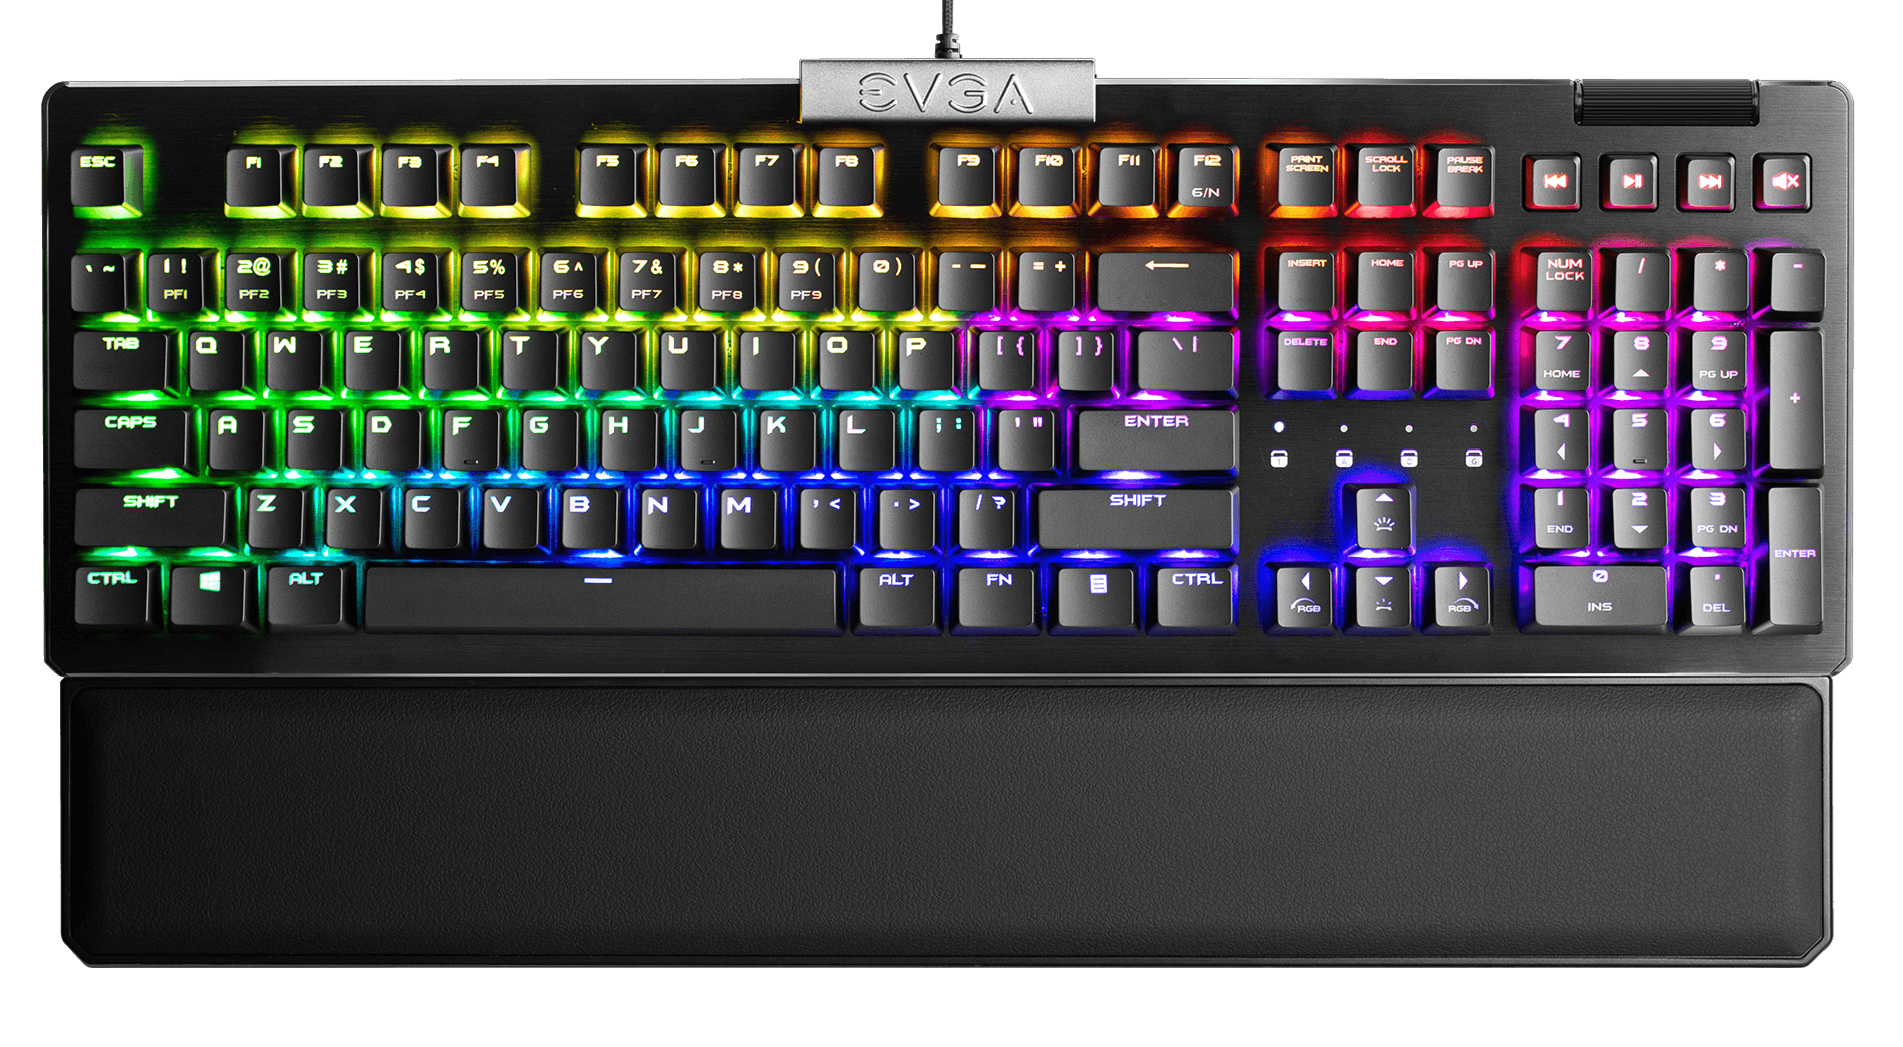 EVGA
ESC F1 F2 F3 F4 F5 F6 F7 F8 F9 F10 F11 F12 PRINT SCROLL PAUSE
6/N SCREEN LOCK BREAK
` ~ 1 ! 2 @ 3 # 4 $ 5 % 6 ^ 7 & 8 * 9 ( 0 ) - — = + ← INSERT HOME PG UP NUM / * -
LOCK
PF1 PF2 PF3 PF4 PF5 PF6 PF7 PF8 PF9
TAB Q W E R T Y U I O P [ { ] } \ | DELETE END PG DN 7 8 9
HOME PG UP +
CAPS A S D F G H J K L ; : ' " ENTER 4 5 6
1 A G
SHIFT Z X C V B N M , < . > / ? SHIFT 1 2 3
END PG DN ENTER
CTRL ALT ALT FN CTRL 0 .
RGB RGB INS DEL